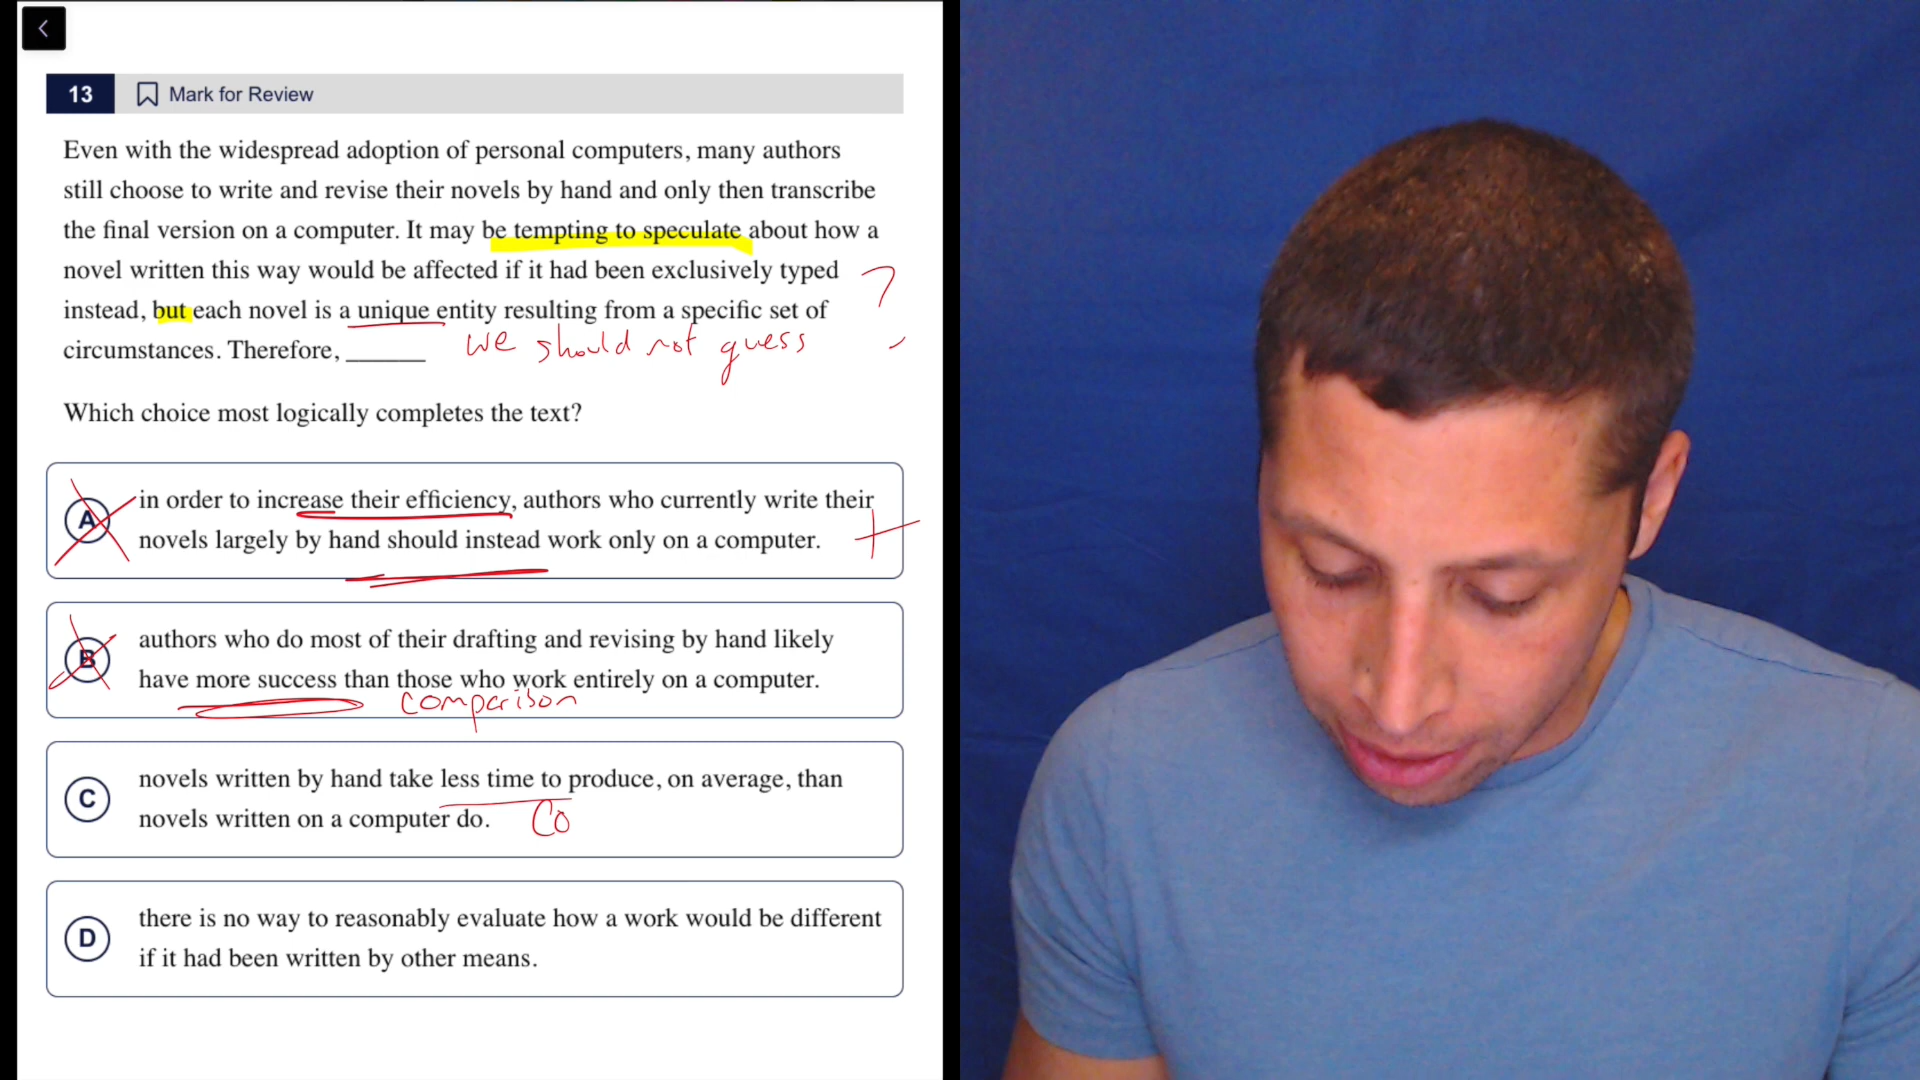 13 Mark for Review
Even with the widespread adoption of personal computers, many authors
still choose to write and revise their novels by hand and only then transcribe
the final version on a computer. It may be tempting to speculate about how a
novel written this way would be affected if it had been exclusively typed
instead, but each novel is a unique entity resulting from a specific set of
circumstances. Therefore, ______ we should not guess
?
Which choice most logically completes the text?
A in order to increase their efficiency, authors who currently write their
novels largely by hand should instead work only on a computer.
B authors who do most of their drafting and revising by hand likely
have more success than those who work entirely on a computer.
comparison
C novels written by hand take less time to produce, on average, than
novels written on a computer do. Co
D there is no way to reasonably evaluate how a work would be different
if it had been written by other means.